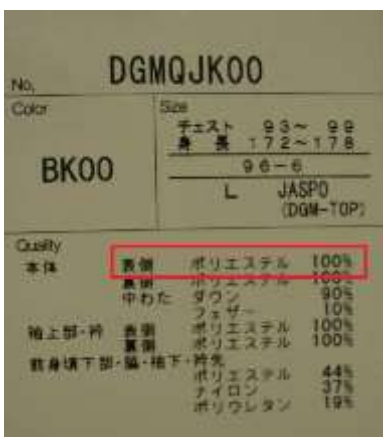 No. DGMQJK00
Color
Size
チェスト 93~99
身 長 172~178
BK00
96-6
L JASPO
(DGM-TOP)
Quality
本体 表側 ポリエステル 100%
裏側 ポリエステル 100%
中わた ダウン 90%
フェザー 10%
袖上部・衿 表側 ポリエステル 100%
裏側 ポリエステル 100%
前身頃下部・脇・袖下・衿先
ポリエステル 44%
ナイロン 37%
ポリウレタン 19%